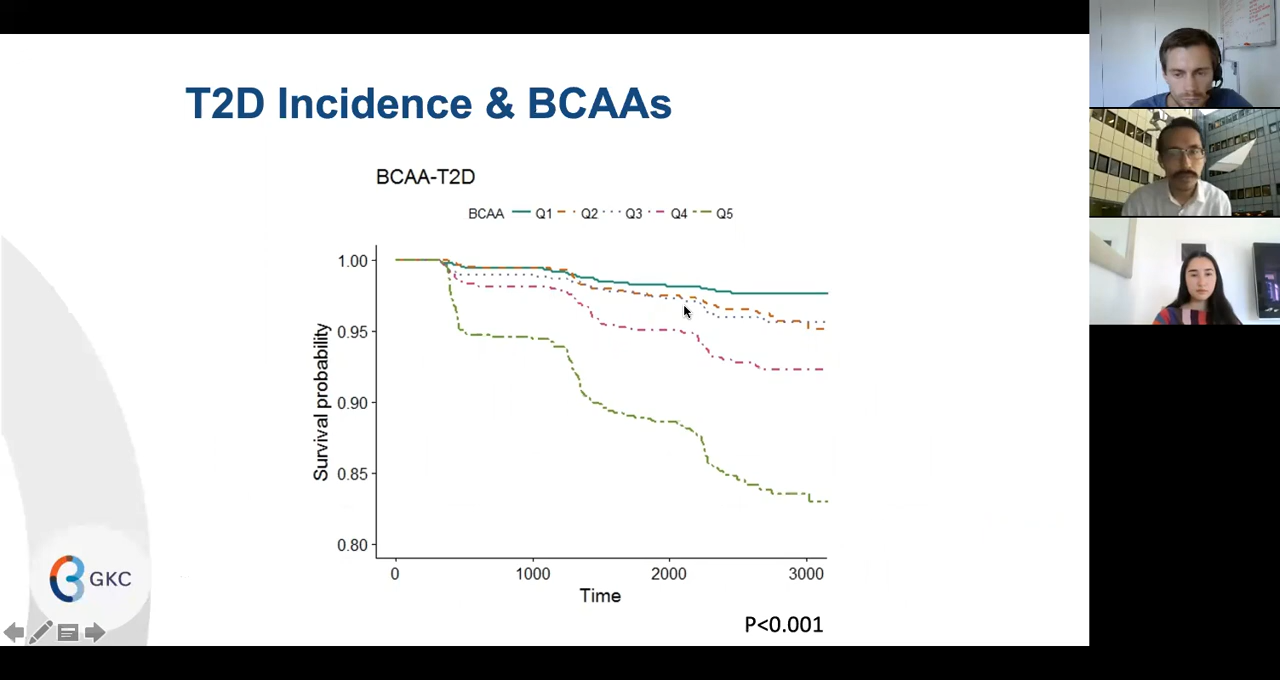 T2D Incidence & BCAAs
BCAA-T2D
BCAA Q1 Q2 Q3 Q4 Q5
1.00
0.95
0.90
0.85
0.80
Survival probability
0 1000 2000 3000
Time
P<0.001
GKC